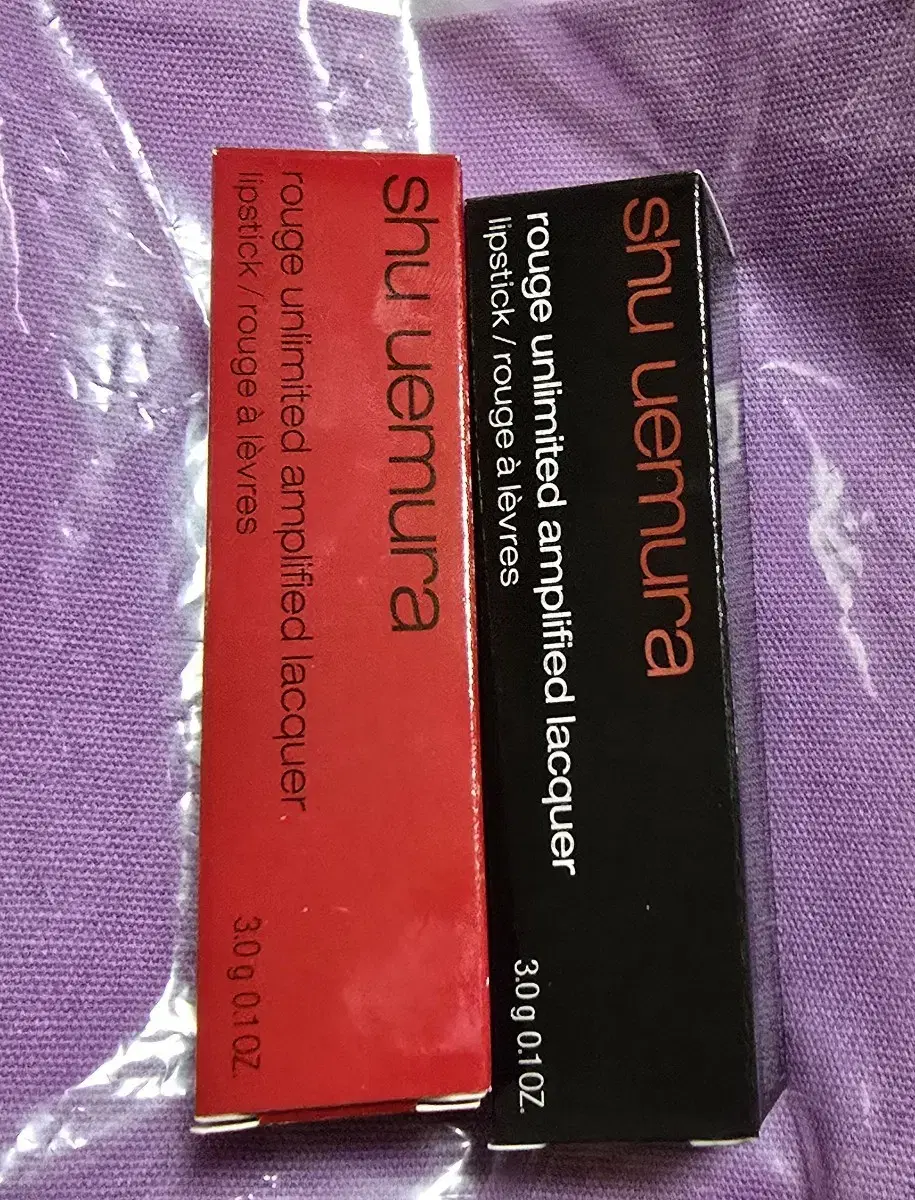 shu uemura
rouge unlimited amplified lacquer
lipstick / rouge à lèvres
3.0 g 0.1 OZ.
shu uemura
rouge unlimited amplified lacquer
lipstick / rouge à lèvres
3.0 g 0.1 OZ.